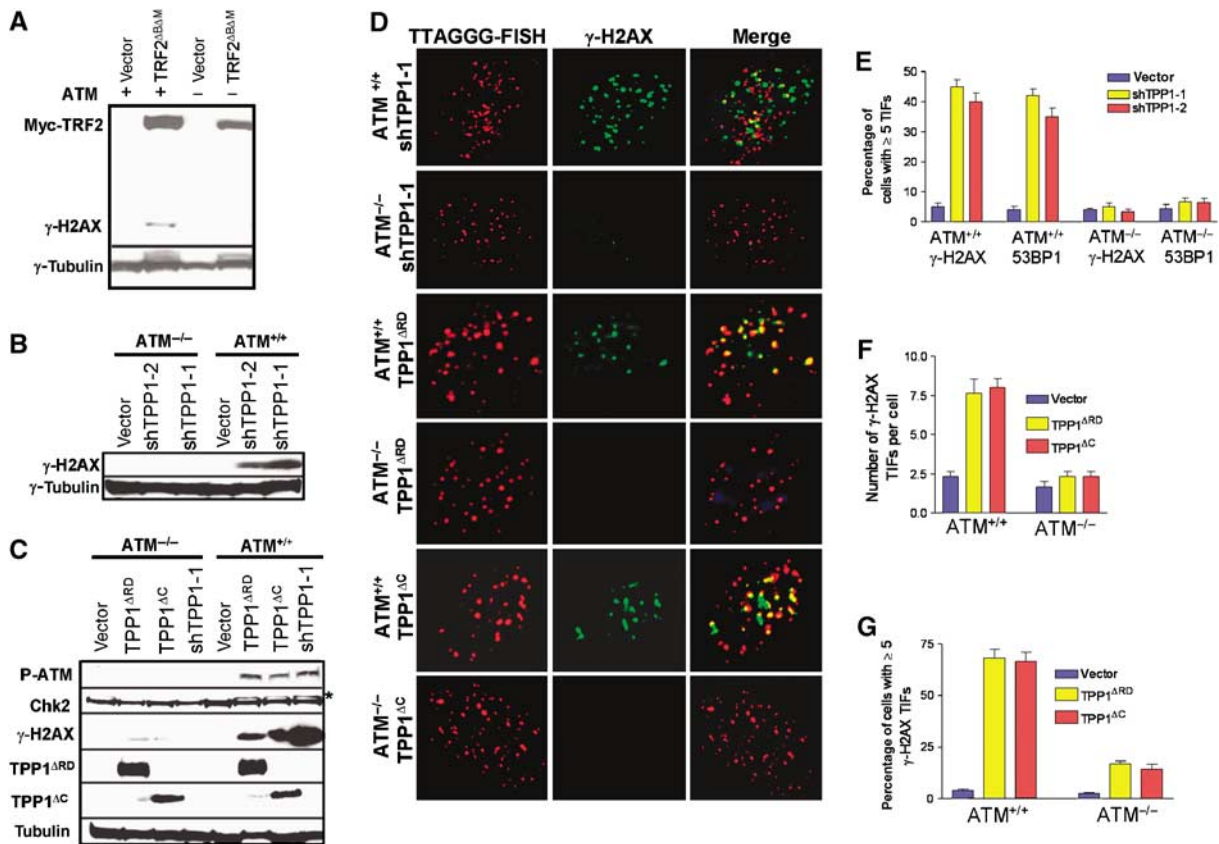 A
+ Vector
+ TRF2ΔBΔM
− Vector
− TRF2ΔBΔM
ATM
Myc-TRF2
γ-H2AX
γ-Tubulin
B
ATM−/− ATM+/+
Vector
shTPP1-2
shTPP1-1
Vector
shTPP1-2
shTPP1-1
γ-H2AX
γ-Tubulin
C
ATM−/− ATM+/+
Vector
TPP1ΔRD
TPP1ΔC
shTPP1-1
Vector
TPP1ΔRD
TPP1ΔC
shTPP1-1
P-ATM
*
Chk2
γ-H2AX
TPP1ΔRD
TPP1ΔC
Tubulin
D
TTAGGG-FISH γ-H2AX Merge
ATM+/+
shTPP1-1
ATM−/−
shTPP1-1
ATM+/+
TPP1ΔRD
ATM−/−
TPP1ΔRD
ATM+/+
TPP1ΔC
ATM−/−
TPP1ΔC
E
Percentage of
cells with ≥ 5 TIFs
50
40
30
20
10
0
Vector
shTPP1-1
shTPP1-2
ATM+/+ ATM+/+ ATM−/− ATM−/−
γ-H2AX 53BP1 γ-H2AX 53BP1
F
Number of γ-H2AX
TIFs per cell
10.0
7.5
5.0
2.5
0
Vector
TPP1ΔRD
TPP1ΔC
ATM+/+ ATM−/−
G
Percentage of cells with ≥ 5
γ-H2AX TIFs
75
50
25
0
Vector
TPP1ΔRD
TPP1ΔC
ATM+/+ ATM−/−